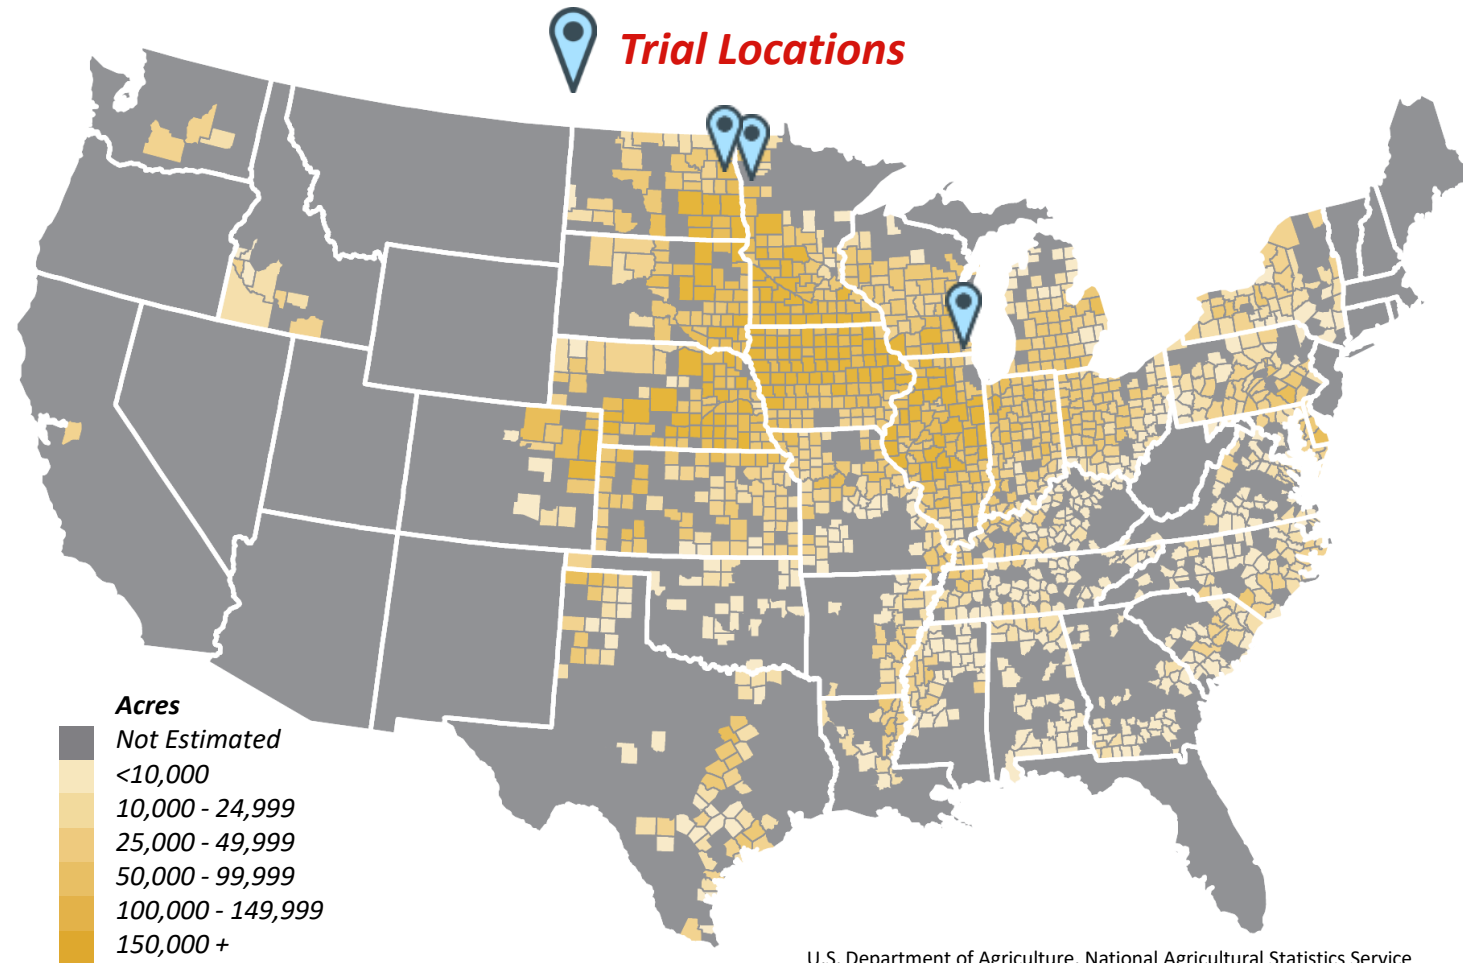 Trial Locations
Acres
Not Estimated
<10,000
10,000 - 24,999
25,000 - 49,999
50,000 - 99,999
100,000 - 149,999
150,000 +
U.S. Department of Agriculture, National Agricultural Statistics Service